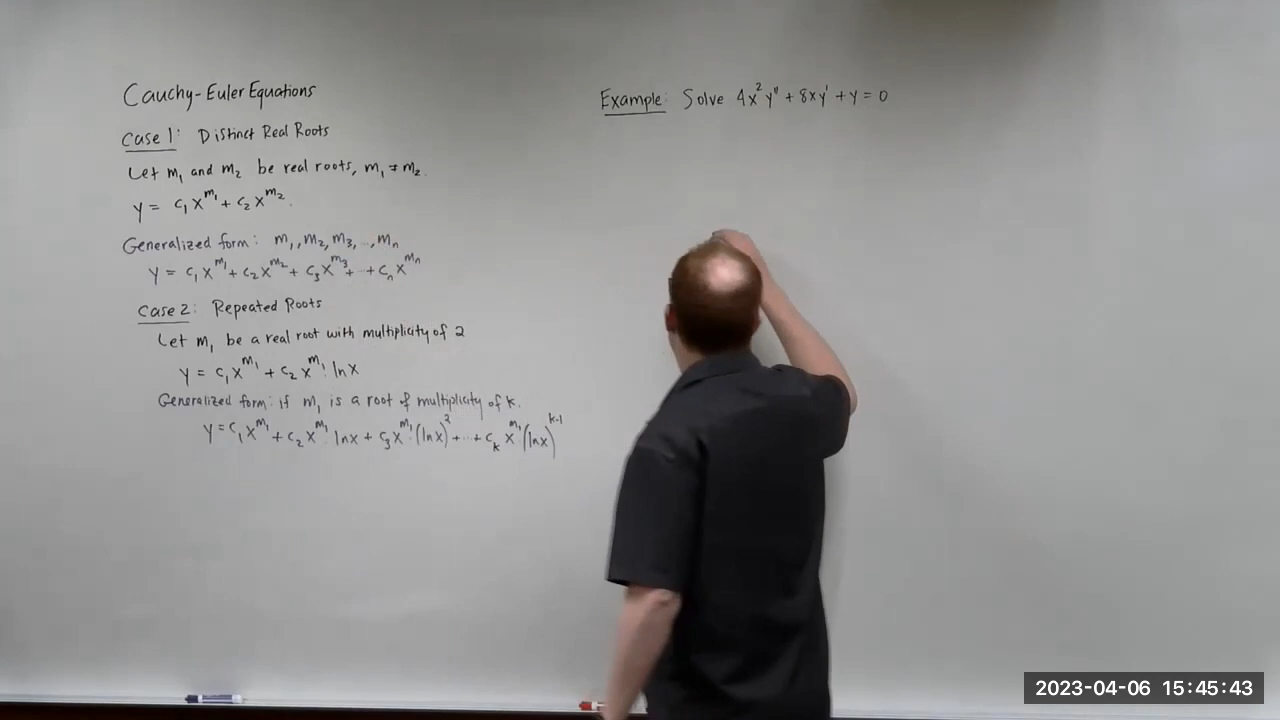 Cauchy-Euler Equations
Case 1: Distinct Real Roots
Let m₁ and m₂ be real roots, m₁ ≠ m₂.
y = c₁x^m₁ + c₂x^m₂.
Generalized form: m₁, m₂, m₃, ..., mₙ
y = c₁x^m₁ + c₂x^m₂ + c₃x^m₃ + ... + cₙx^mₙ
Case 2: Repeated Roots
Let m₁ be a real root with multiplicity of 2
y = c₁x^m₁ + c₂x^m₁ lnx
Generalized form: if m₁ is a root of multiplicity of k.
y = c₁x^m₁ + c₂x^m₁ lnx + c₃x^m₁ (lnx)² + ... + cₖx^m₁ (lnx)^k-1
Example: Solve 4x²y'' + 8xy' + y = 0
2023-04-06 15:45:43